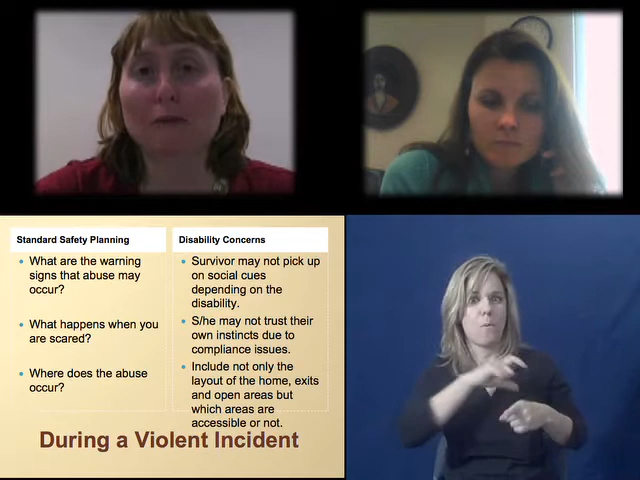 Standard Safety Planning
What are the warning
signs that abuse may
occur?
What happens when you
are scared?
Where does the abuse
occur?
Disability Concerns
Survivor may not pick up
on social cues
depending on the
disability.
S/he may not trust their
own instincts due to
compliance issues.
Include not only the
layout of the home, exits
and open areas but
which areas are
accessible or not.
During a Violent Incident